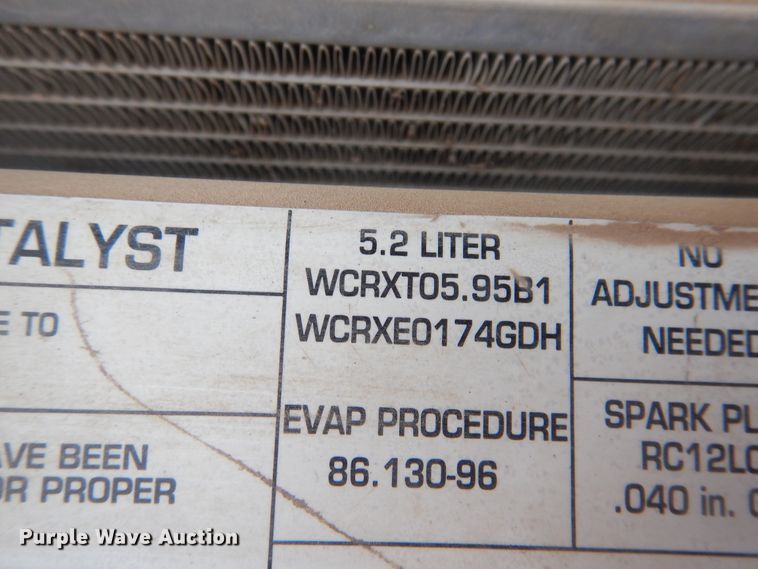 TALYST
E TO
AVE BEEN
OR PROPER
5.2 LITER
WCRXT05.95B1
WCRXE0174GDH
EVAP PROCEDURE
86.130-96
NO
ADJUSTME
NEEDED
SPARK PL
RC12LC
.040 in.
Purple Wave Auction